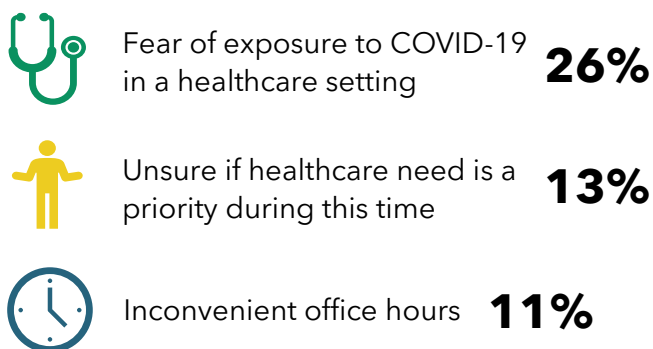 Fear of exposure to COVID-19
in a healthcare setting
26%
Unsure if healthcare need is a
priority during this time
13%
Inconvenient office hours 11%